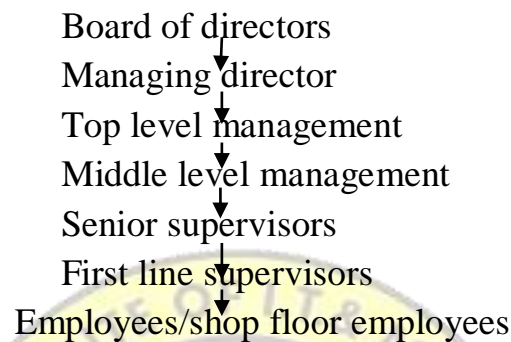 Board of directors
Managing director
Top level management
Middle level management
Senior supervisors
First line supervisors
Employees/shop floor employees